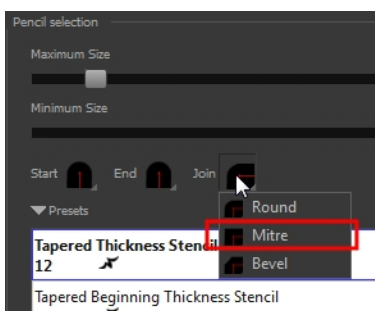 Pencil selection
Maximum Size
Minimum Size
Start End Join
Round
Presets
Mitre
Tapered Thickness Stencil
12
Bevel
Tapered Beginning Thickness Stencil